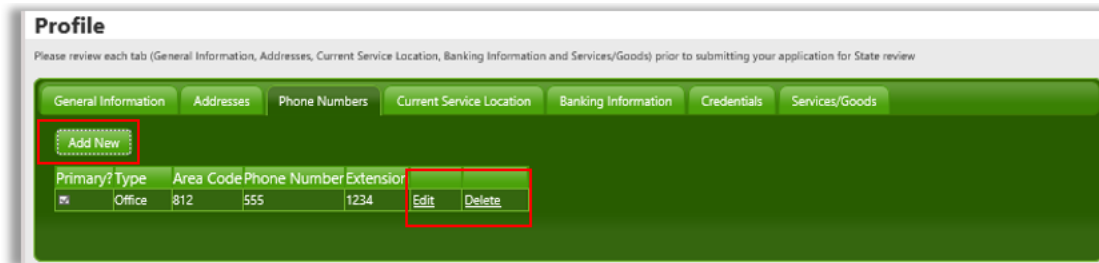 Profile
Please review each tab (General Information, Addresses, Current Service Location, Banking Information and Services/Goods) prior to submitting your application for State review
General Information Addresses Phone Numbers Current Service Location Banking Information Credentials Services/Goods
Add New
Primary? Type Area Code Phone Number Extension
Office 812 555 1234 Edit Delete